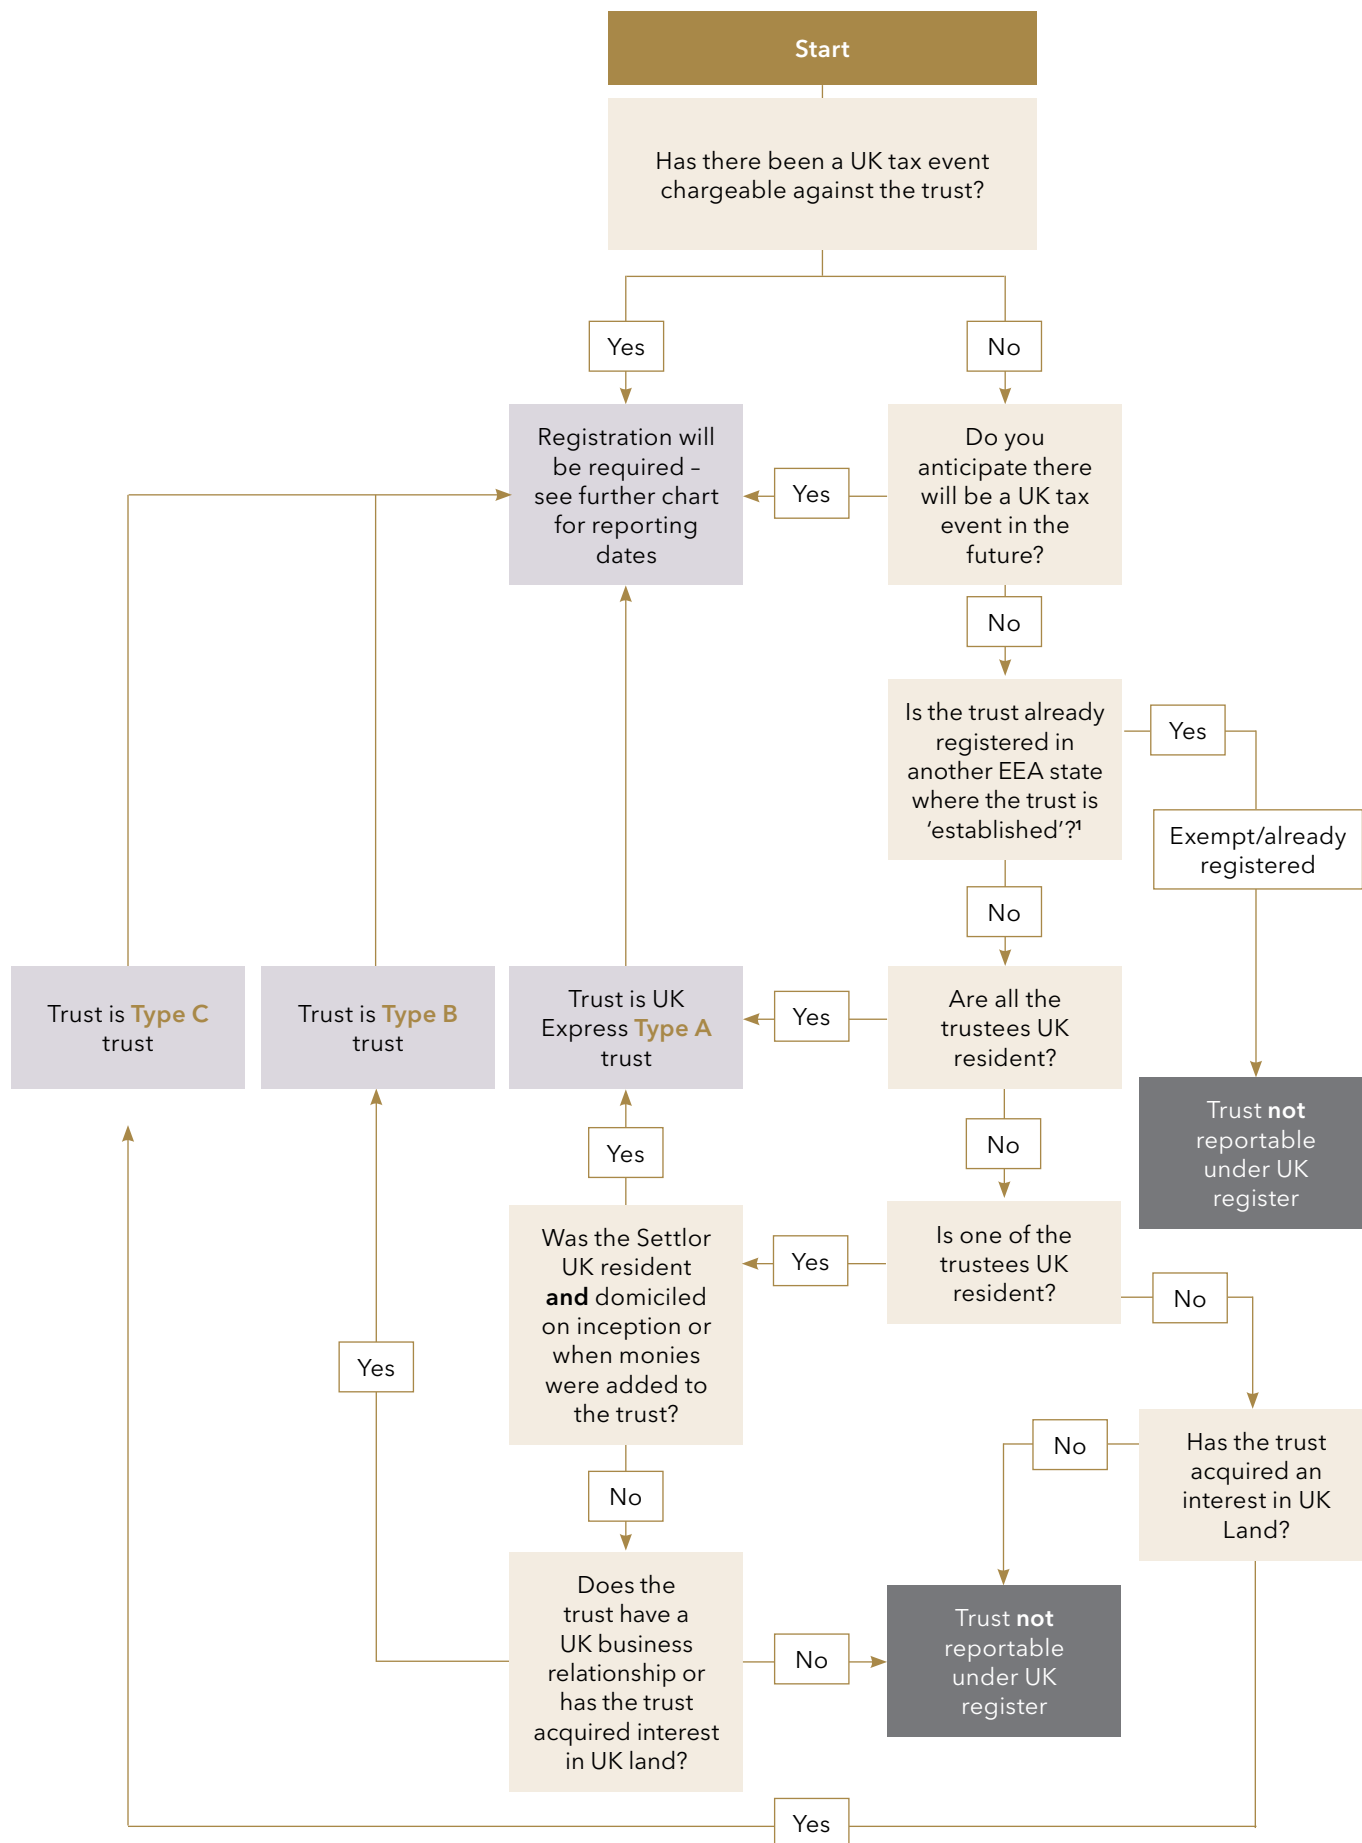 Start
Has there been a UK tax event
chargeable against the trust?
Yes
No
Registration will
be required –
see further chart
for reporting
dates
Yes
Do you
anticipate there
will be a UK tax
event in the
future?
No
Is the trust already
registered in
another EEA state
where the trust is
‘established’?¹
Yes
Exempt/already
registered
No
Trust is Type C
trust
Trust is Type B
trust
Trust is UK
Express Type A
trust
Yes
Are all the
trustees UK
resident?
Trust not
reportable
under UK
register
Yes
No
Was the Settlor
UK resident
and domiciled
on inception or
when monies
were added to
the trust?
Yes
Is one of the
trustees UK
resident?
No
Yes
No
No
Has the trust
acquired an
interest in UK
Land?
Does the
trust have a
UK business
relationship or
has the trust
acquired interest
in UK land?
No
Trust not
reportable
under UK
register
Yes